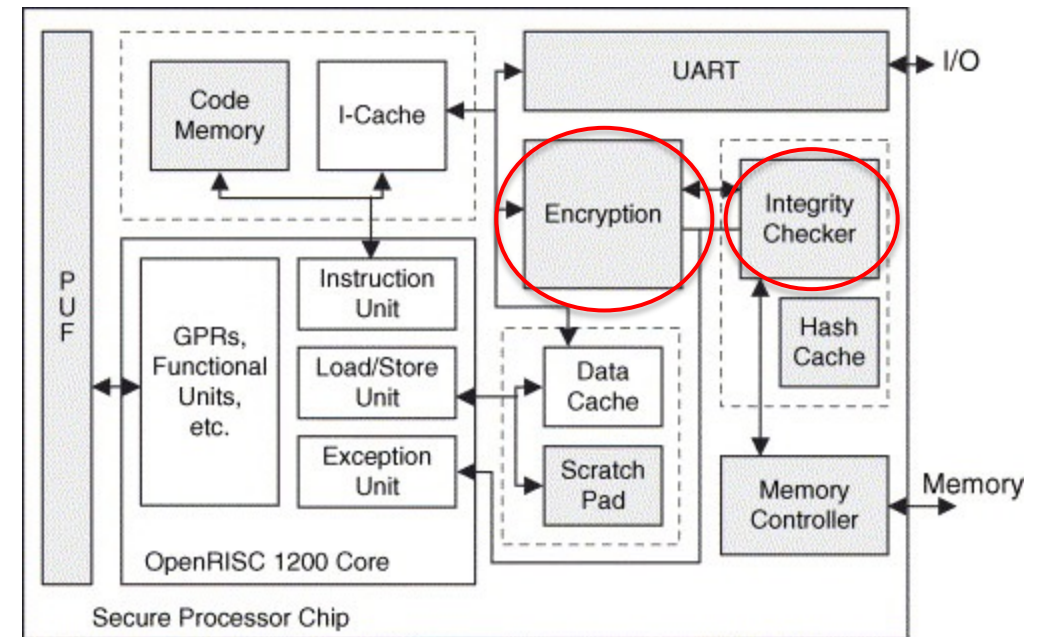 UART
I/O
Code
Memory
I-Cache
Encryption
Integrity
Checker
P
U
F
Instruction
Unit
GPRs,
Functional
Units,
etc.
Load/Store
Unit
Data
Cache
Hash
Cache
Exception
Unit
Scratch
Pad
Memory
Controller
Memory
OpenRISC 1200 Core
Secure Processor Chip